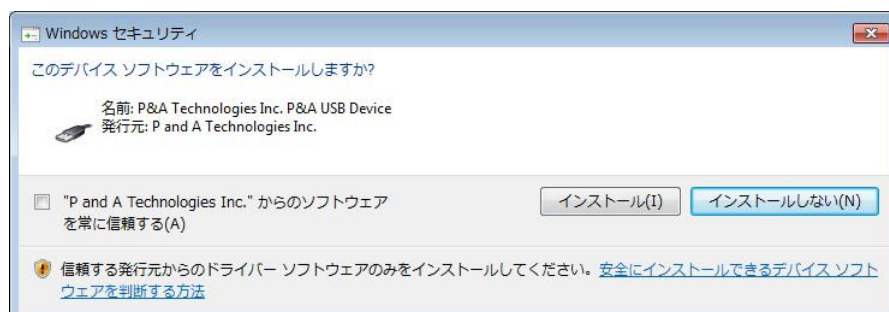 Windows セキュリティ
このデバイス ソフトウェアをインストールしますか?
名前: P&A Technologies Inc. P&A USB Device
発行元: P and A Technologies Inc.
"P and A Technologies Inc." からのソフトウェア
を常に信頼する(A)
インストール(I)
インストールしない(N)
信頼する発行元からのドライバー ソフトウェアのみをインストールしてください。安全にインストールできるデバイス ソフト
ウェアを判断する方法